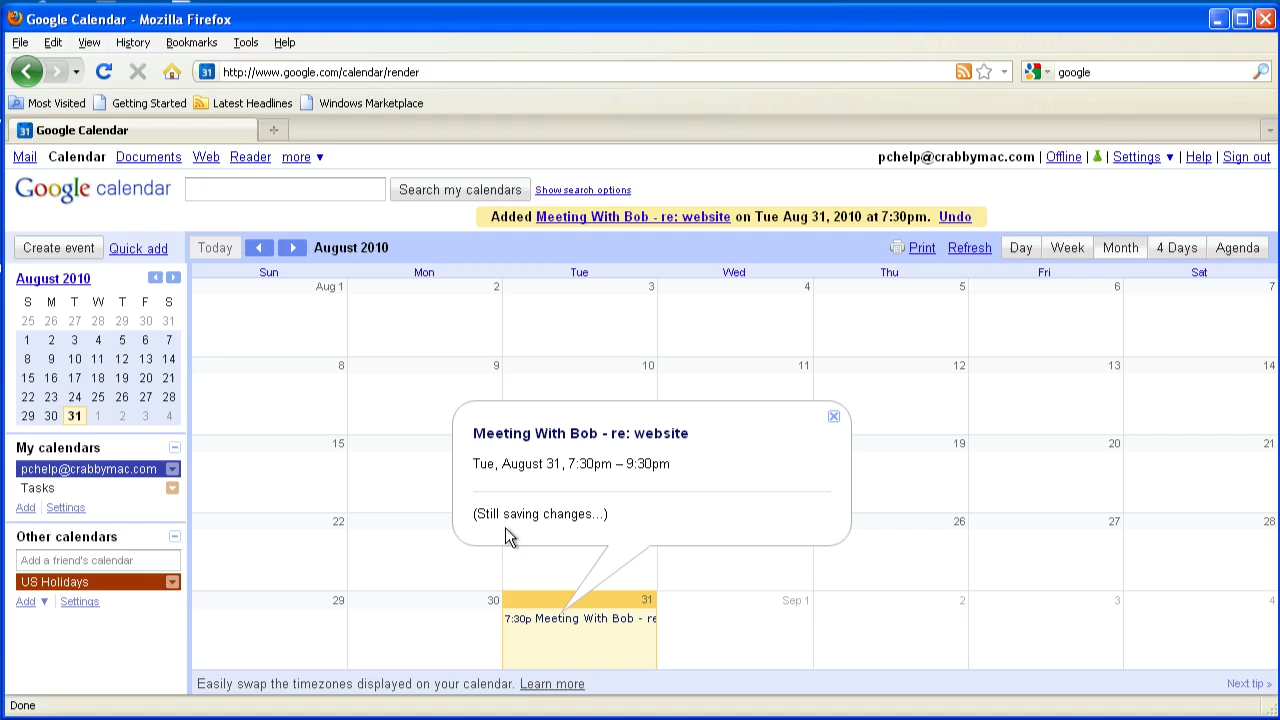 Google Calendar - Mozilla Firefox
File Edit View History Bookmarks Tools Help
31 http://www.google.com/calendar/render google
Most Visited Getting Started Latest Headlines Windows Marketplace
31 Google Calendar
Mail Calendar Documents Web Reader more ▼ pchelp@crabbymac.com | Offline | | Settings ▼ | Help | Sign out
Google calendar Search my calendars Show search options
Added Meeting With Bob - re: website on Tue Aug 31, 2010 at 7:30pm. Undo
Create event Quick add Today August 2010 Print Refresh Day Week Month 4 Days Agenda
August 2010
S M T W T F S
25 26 27 28 29 30 31
1 2 3 4 5 6 7
8 9 10 11 12 13 14
15 16 17 18 19 20 21
22 23 24 25 26 27 28
29 30 31 1 2 3 4
My calendars
pchelp@crabbymac.com
Tasks
Add | Settings
Other calendars
Add a friend's calendar
US Holidays
Add ▼ | Settings
Sun Mon Tue Wed Thu Fri Sat
Aug 1 2 3 4 5 6 7
8 9 10 11 12 13 14
15 19 20 21
22 26 27 28
29 30 31 Sep 1 2 3 4
7:30p Meeting With Bob - re
Meeting With Bob - re: website
Tue, August 31, 7:30pm – 9:30pm
(Still saving changes...)
Easily swap the timezones displayed on your calendar. Learn more Next tip »
Done